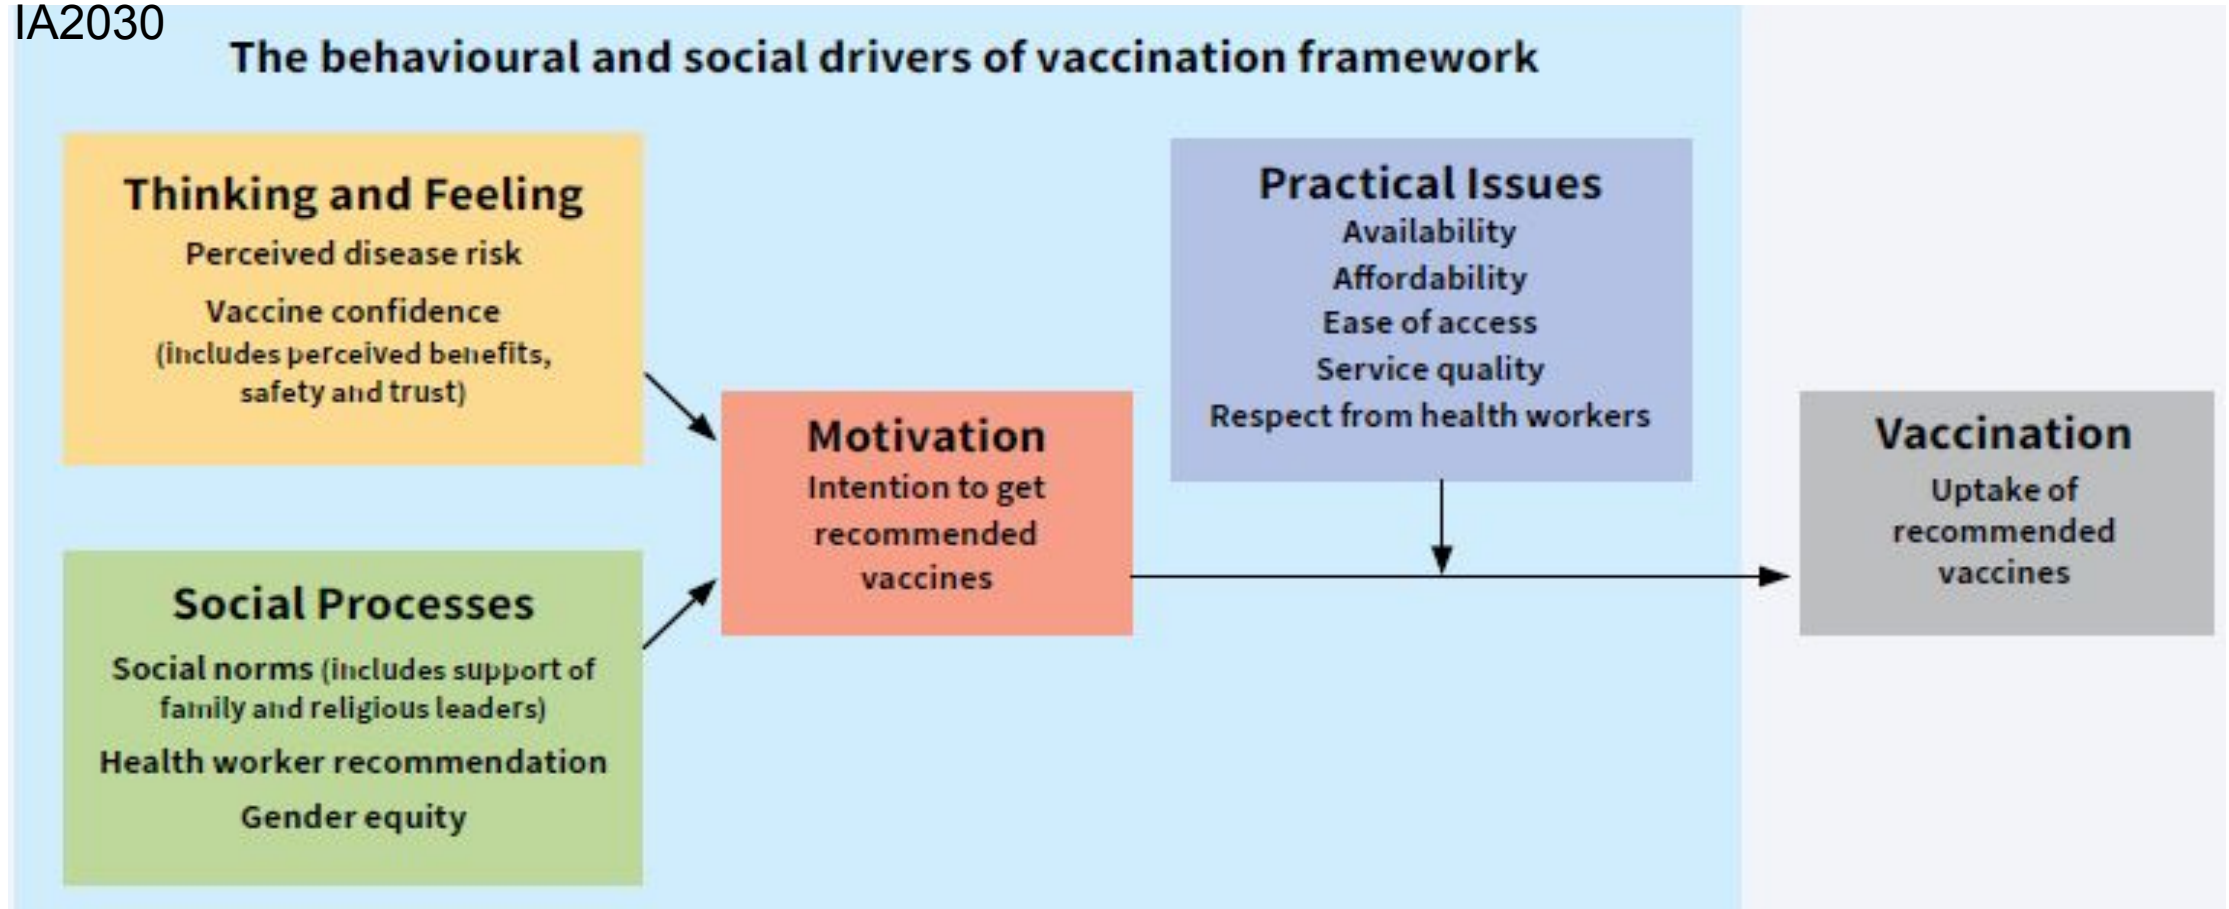 IA2030
The behavioural and social drivers of vaccination framework
Thinking and Feeling
Perceived disease risk
Vaccine confidence
(includes perceived benefits,
safety and trust)
Social Processes
Social norms (includes support of
family and religious leaders)
Health worker recommendation
Gender equity
Motivation
Intention to get
recommended
vaccines
Practical Issues
Availability
Affordability
Ease of access
Service quality
Respect from health workers
Vaccination
Uptake of
recommended
vaccines